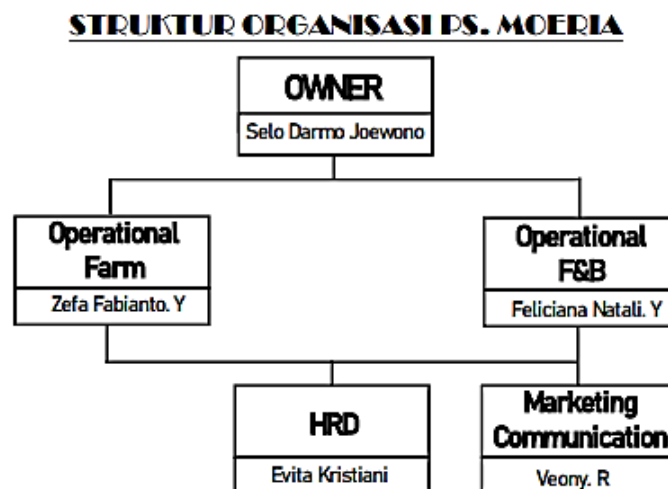 STRUKTUR ORGANISASI PS. MOERIA
OWNER
Selo Darmo Joewono
Operational
Farm
Zefa Fabianto. Y
Operational
F&B
Feliciana Natali. Y
HRD
Evita Kristiani
Marketing
Communication
Veony. R